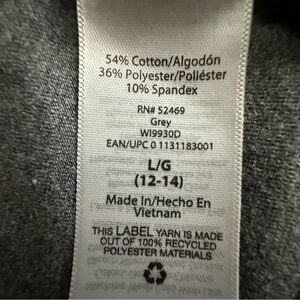 54% Cotton/Algodón
36% Polyester/Poliéster
10% Spandex
RN# 52469
Grey
WI9930D
EAN/UPC 0 1131183001
L/G
(12-14)
Made In/Hecho En
Vietnam
THIS LABEL YARN IS MADE
OUT OF 100% RECYCLED
POLYESTER MATERIALS